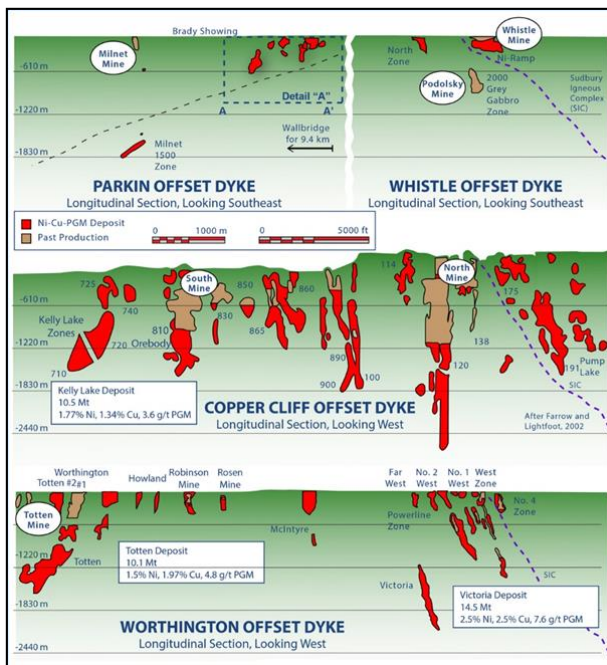 Brady Showing
Milnet
Mine
-610 m
Detail "A"
A
A'
-1220 m
Wallbridge
for 9.4 km
-1830 m
Milnet
1500
Zone
PARKIN OFFSET DYKE
Longitudinal Section, Looking Southeast
Whistle
Mine
North
Zone
Ni-Ramp
Podolsky
Mine
2000
Grey
Gabbro
Zone
Sudbury
Igneous
Complex
(SIC)
WHISTLE OFFSET DYKE
Longitudinal Section, Looking Southeast
Ni-Cu-PGM Deposit
Past Production
0
1000 m
0
5000 ft
725
740
South
Mine
850
830
860
114
North
Mine
175
-610m
Kelly Lake
Zones
810
Orebody
865
720
710
-1220 m
890
900
100
138
120
Pump
Lake
191
SIC
-1830 m
-2440 m
Kelly Lake Deposit
10.5 Mt
1.77% Ni, 1.34% Cu, 3.6 g/t PGM
COPPER CLIFF OFFSET DYKE
Longitudinal Section, Looking West
After Farrow and
Lightfoot, 2002
Worthington
Totten #2
#1
Howland
Robinson
Mine
Rosen
Mine
Far
West
No. 2
West
No. 1
West
West
Zone
Totten
Mine
McIntyre
Powerline
Zone
No. 4
Zone
-1220 m
Totten
Totten Deposit
10.1 Mt
1.5% Ni, 1.97% Cu, 4.8 g/t PGM
Victoria
SIC
Victoria Deposit
14.5 Mt
2.5% Ni, 2.5% Cu, 7.6 g/t PGM
-1830 m
-2440 m
WORTHINGTON OFFSET DYKE
Longitudinal Section, Looking West